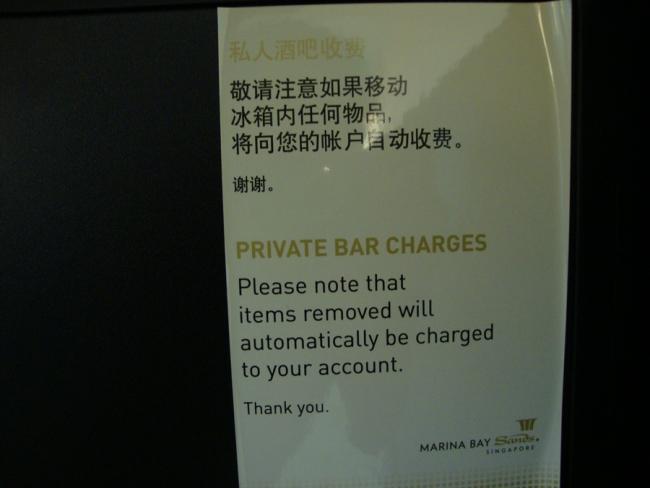 私人酒吧收费
敬请注意如果移动
冰箱内任何物品,
将向您的帐户自动收费。
谢谢。
PRIVATE BAR CHARGES
Please note that
items removed will
automatically be charged
to your account.
Thank you.
MARINA BAY Sands.
SINGAPORE